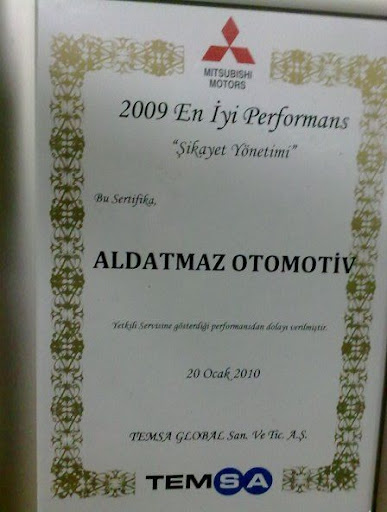 MITSUBISHI
MOTORS
2009 En İyi Performans
“Şikayet Yönetimi”
Bu Sertifika,
ALDATMAZ OTOMOTİV
Yetkili Servisine gösterdiği performansdan dolayı verilmiştir.
20 Ocak 2010
TEMSA GLOBAL San. Ve Tic. A.Ş.
TEMSA